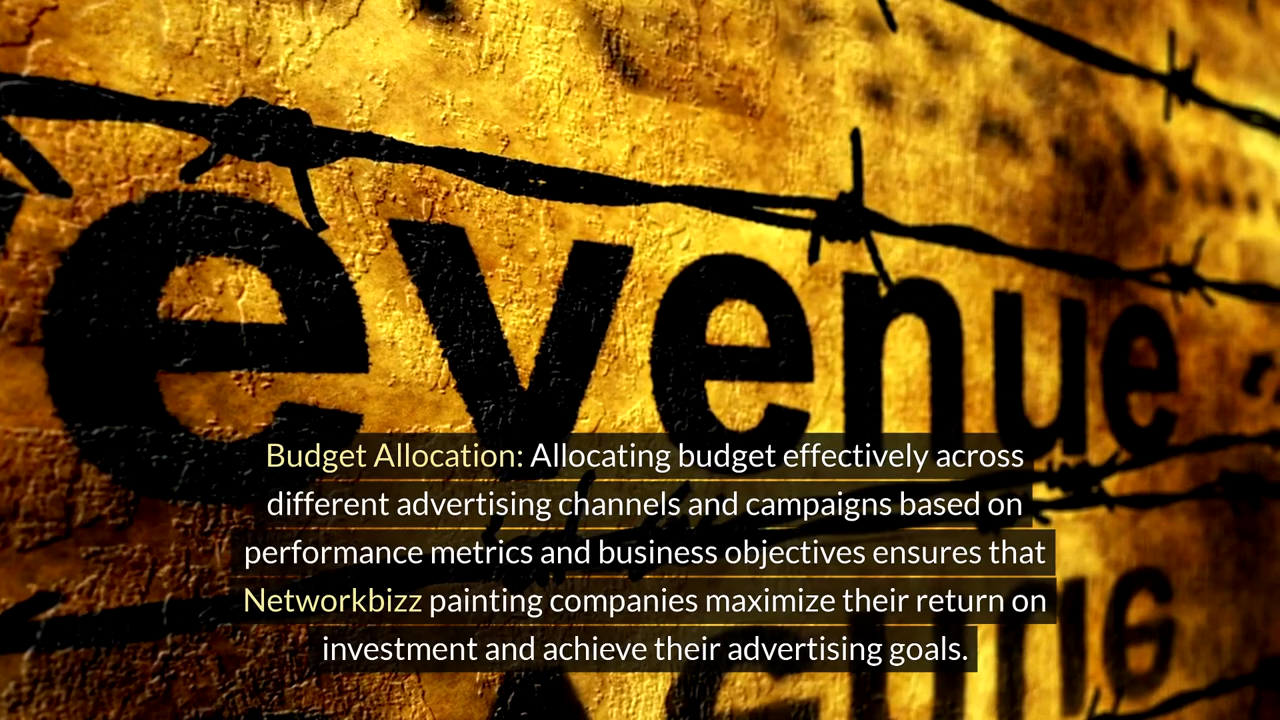 evenue
Budget Allocation: Allocating budget effectively across
different advertising channels and campaigns based on
performance metrics and business objectives ensures that
Networkbizz painting companies maximize their return on
investment and achieve their advertising goals.